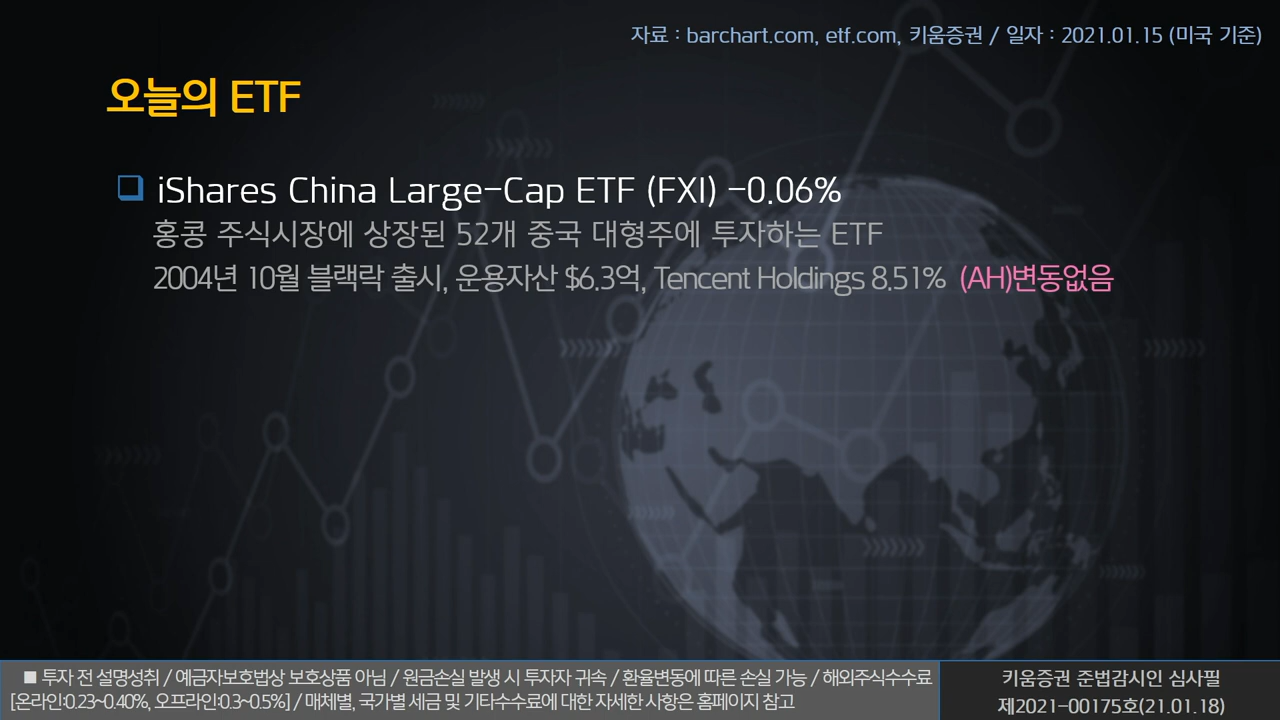 자료 : barchart.com, etf.com, 키움증권 / 일자 : 2021.01.15 (미국 기준)
오늘의 ETF
❑ iShares China Large-Cap ETF (FXI) -0.06%
홍콩 주식시장에 상장된 52개 중국 대형주에 투자하는 ETF
2004년 10월 블랙락 출시, 운용자산 $6.3억, Tencent Holdings 8.51% (AH)변동없음
■ 투자 전 설명성취 / 예금자보호법상 보호상품 아님 / 원금손실 발생 시 투자자 귀속 / 환율변동에 따른 손실 가능 / 해외주식수수료
[온라인:0.23~0.40%, 오프라인:0.3~0.5%] / 매체별, 국가별 세금 및 기타수수료에 대한 자세한 사항은 홈페이지 참고
키움증권 준법감시인 심사필
제2021-00175호(21.01.18)